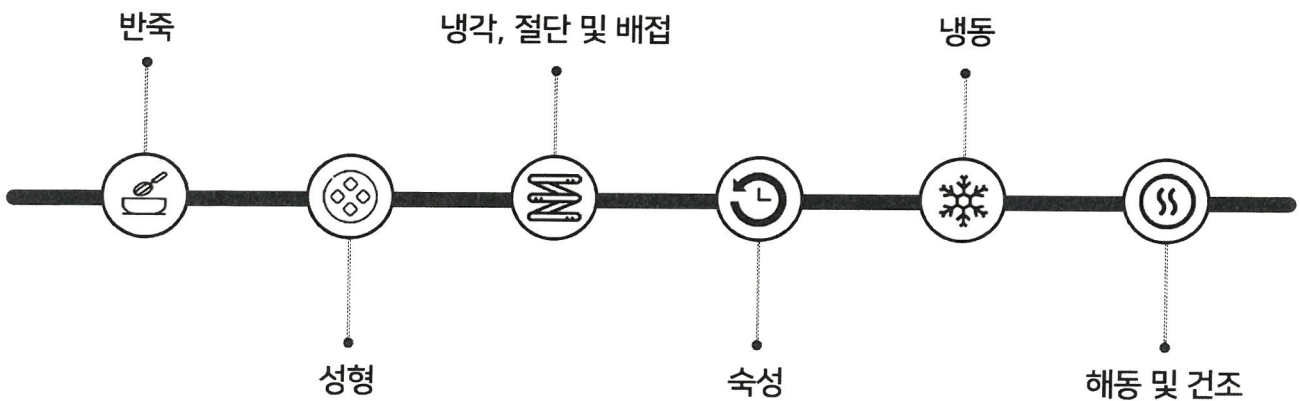 반죽
성형
냉각, 절단 및 배접
숙성
냉동
해동 및 건조